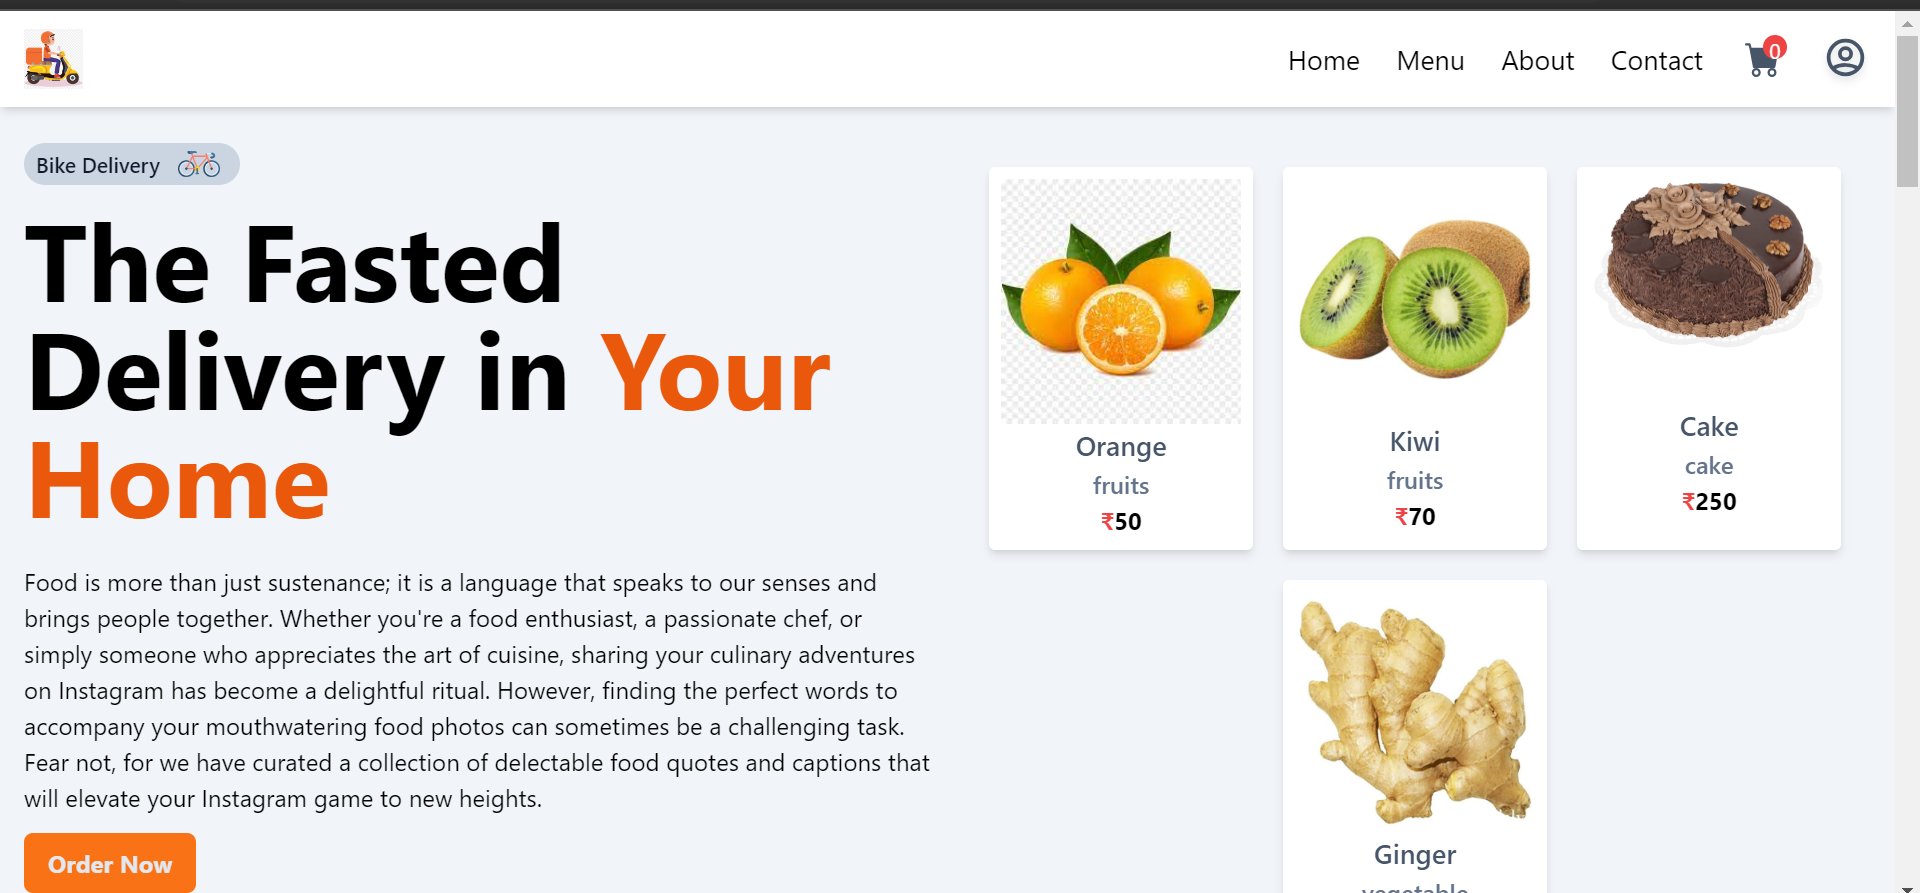 Home Menu About Contact 0
Bike Delivery
The Fasted
Delivery in Your
Home
Food is more than just sustenance; it is a language that speaks to our senses and
brings people together. Whether you're a food enthusiast, a passionate chef, or
simply someone who appreciates the art of cuisine, sharing your culinary adventures
on Instagram has become a delightful ritual. However, finding the perfect words to
accompany your mouthwatering food photos can sometimes be a challenging task.
Fear not, for we have curated a collection of delectable food quotes and captions that
will elevate your Instagram game to new heights.
Order Now
Orange
fruits
₹50
Kiwi
fruits
₹70
Cake
cake
₹250
Ginger
vegetable